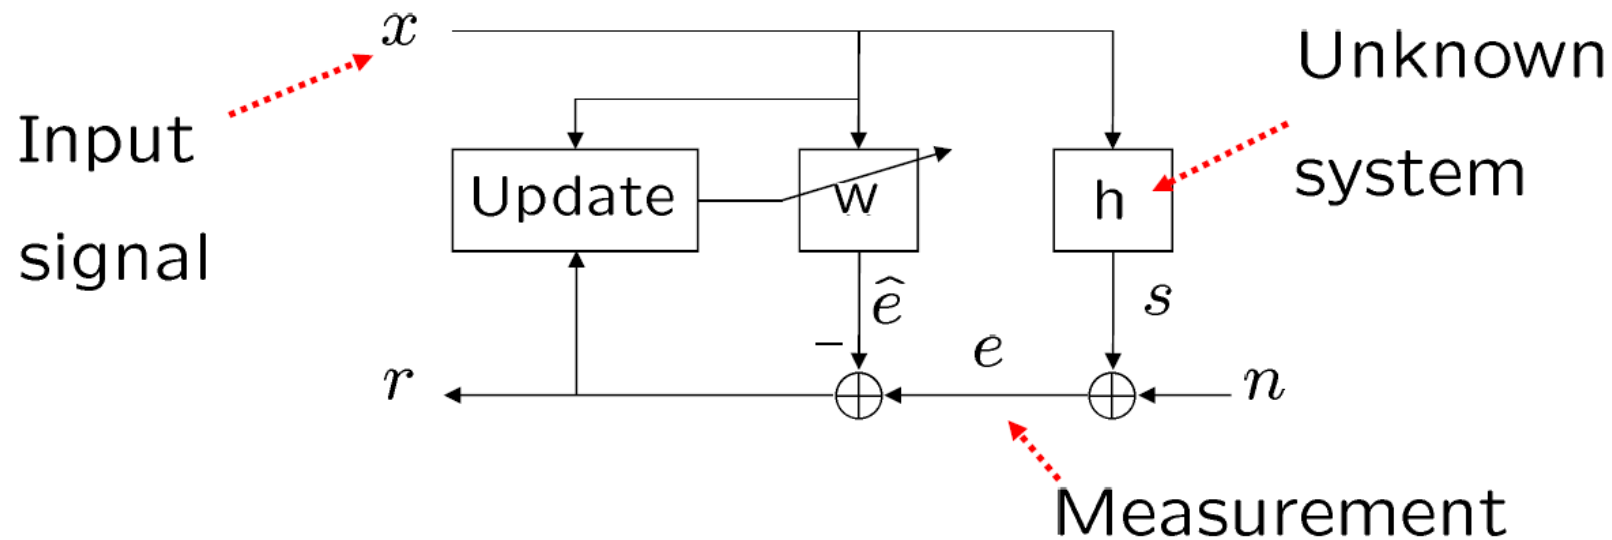 x
Unknown
Input
system
Update
w
h
signal
ê
s
−
e
r
n
Measurement